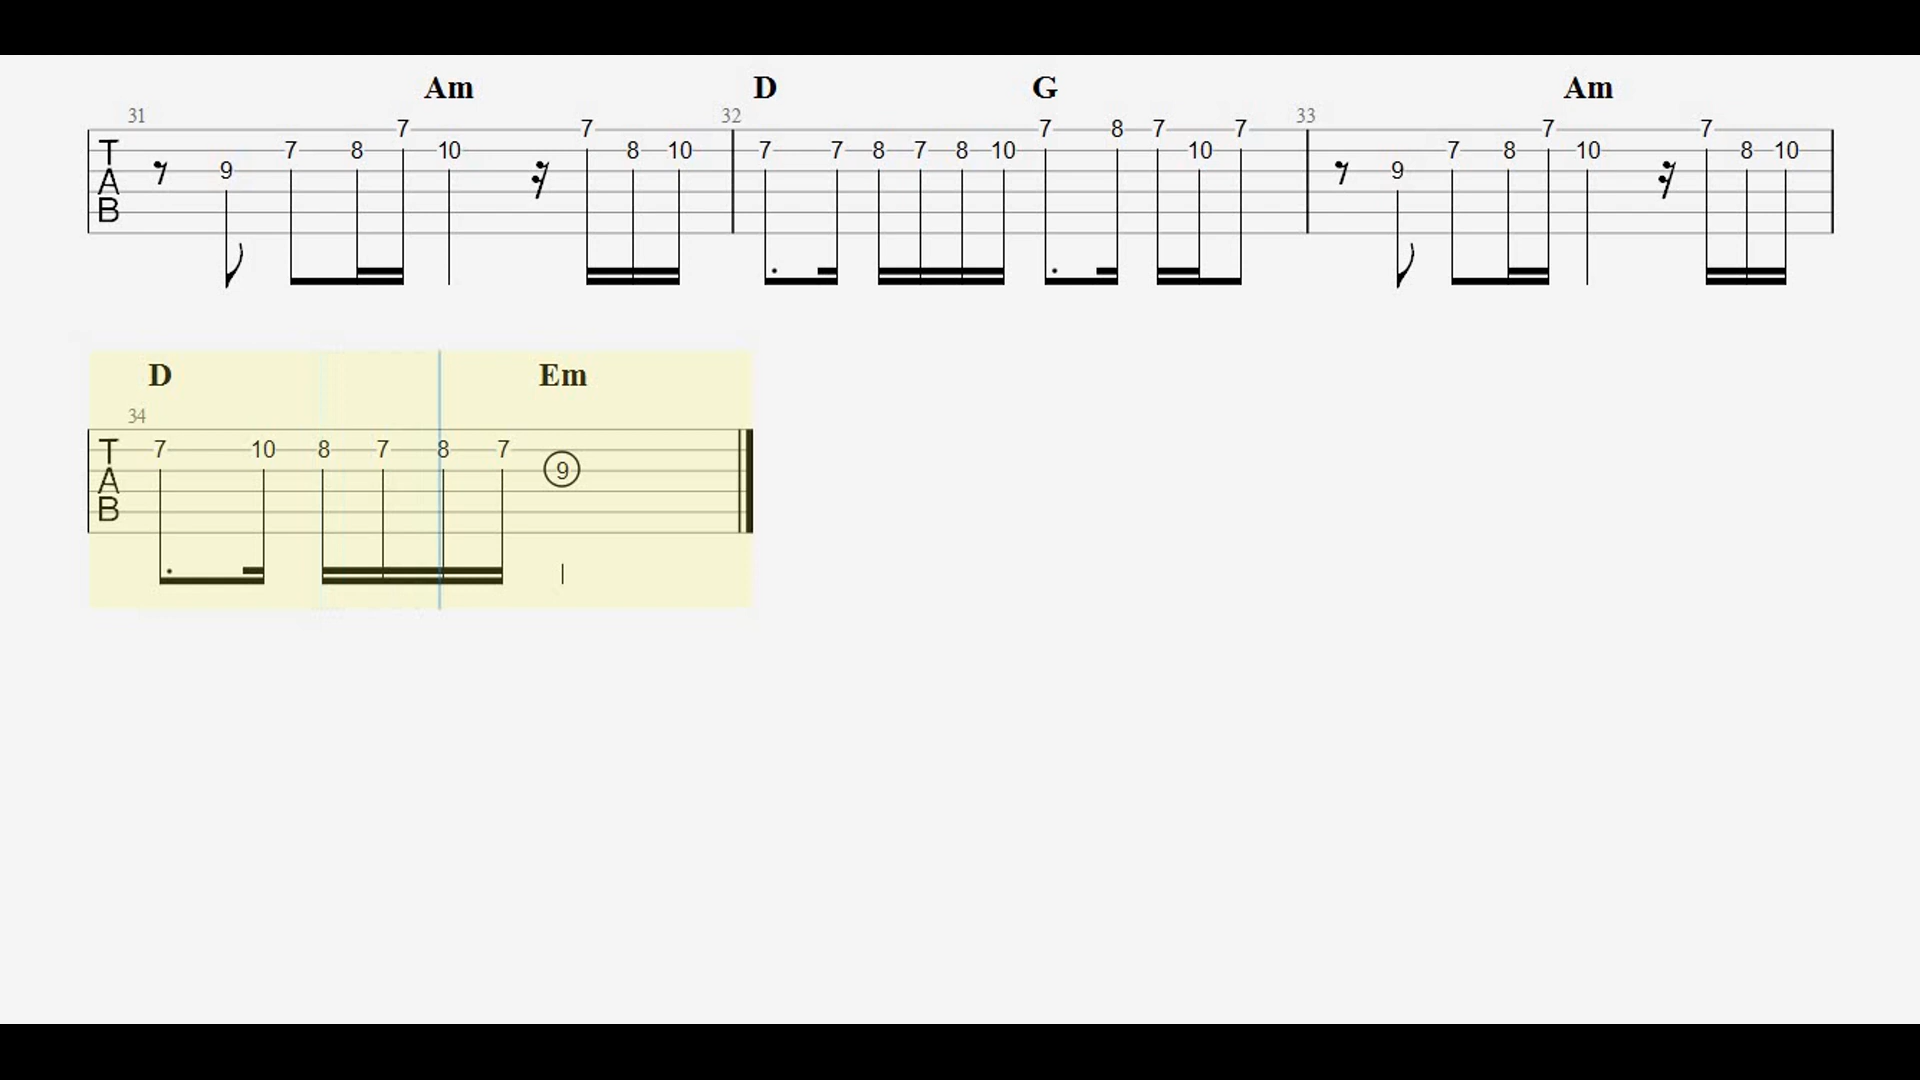 Am D G Am
31 32 33
7 7 7 8 7 7 7 7
T 7 8 10 8 10 7 7 8 7 8 10 10 7 8 10 8 10
A 9 9
B
D Em
34
T 7 10 8 7 8 7
A 9
B